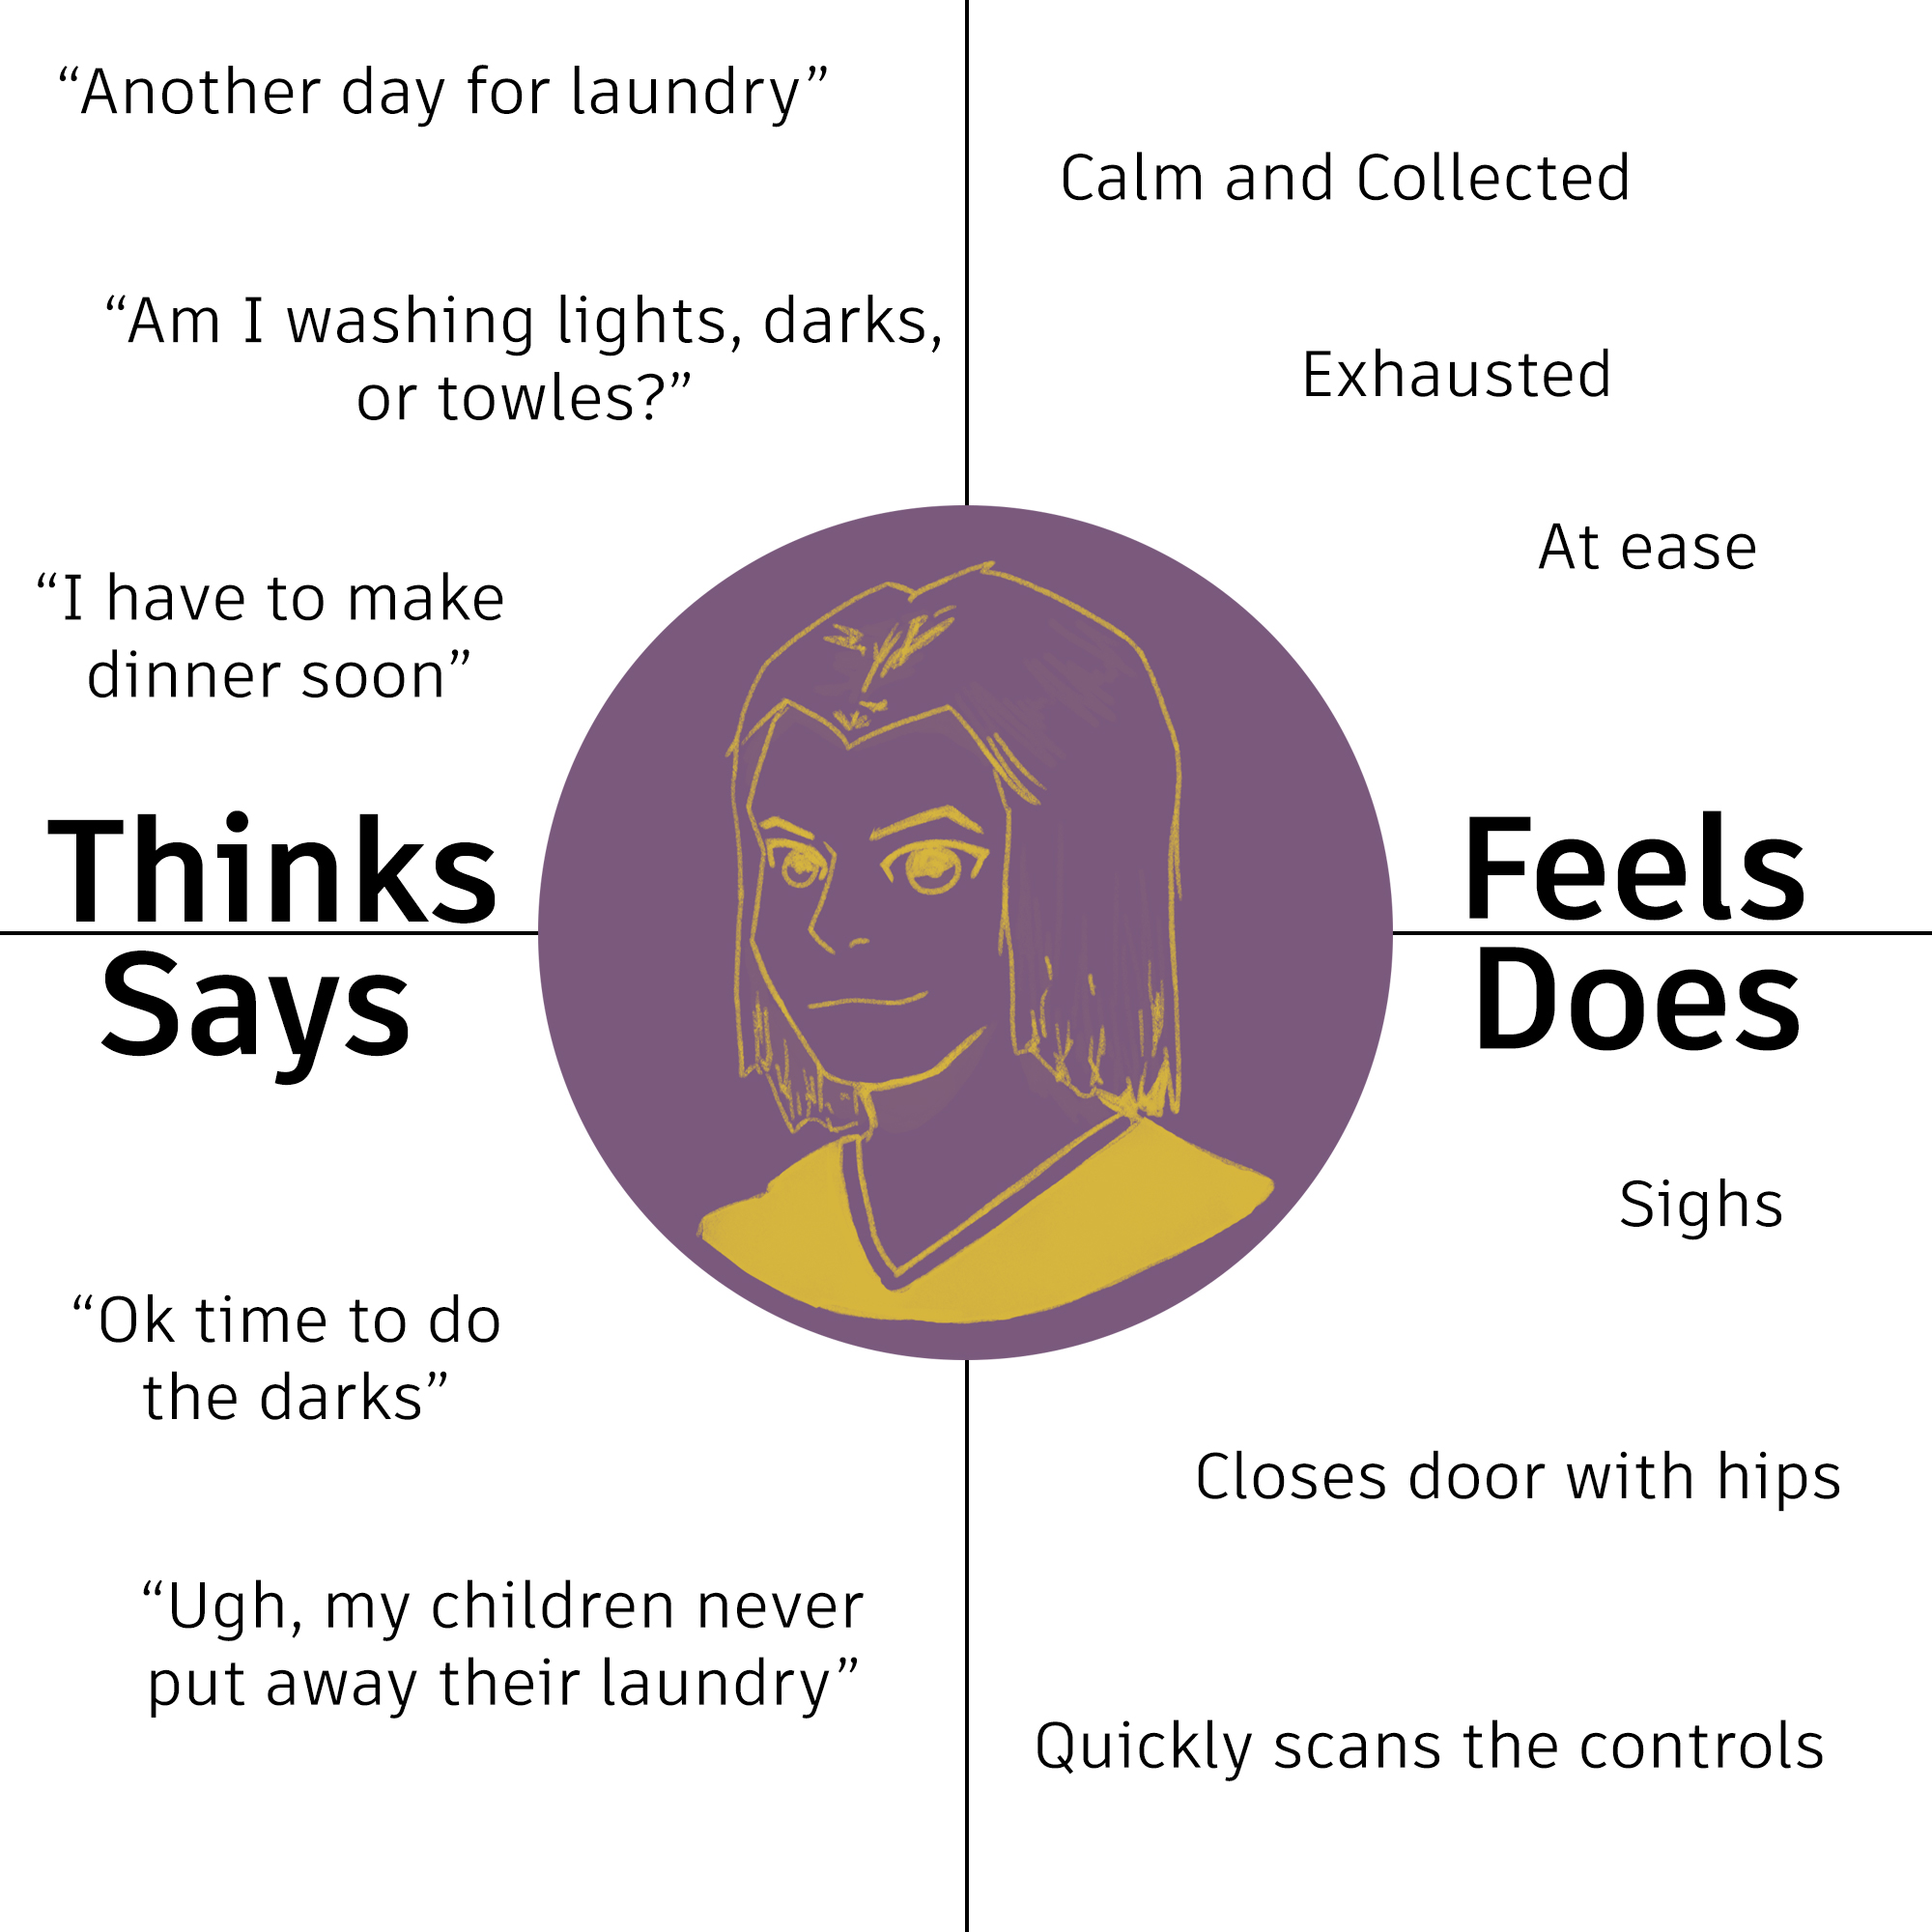 “Another day for laundry”
“Am I washing lights, darks,
or towles?”
“I have to make
dinner soon”
Thinks
Calm and Collected
Exhausted
At ease
Feels
Says
“Ok time to do
the darks”
“Ugh, my children never
put away their laundry”
Does
Sighs
Closes door with hips
Quickly scans the controls